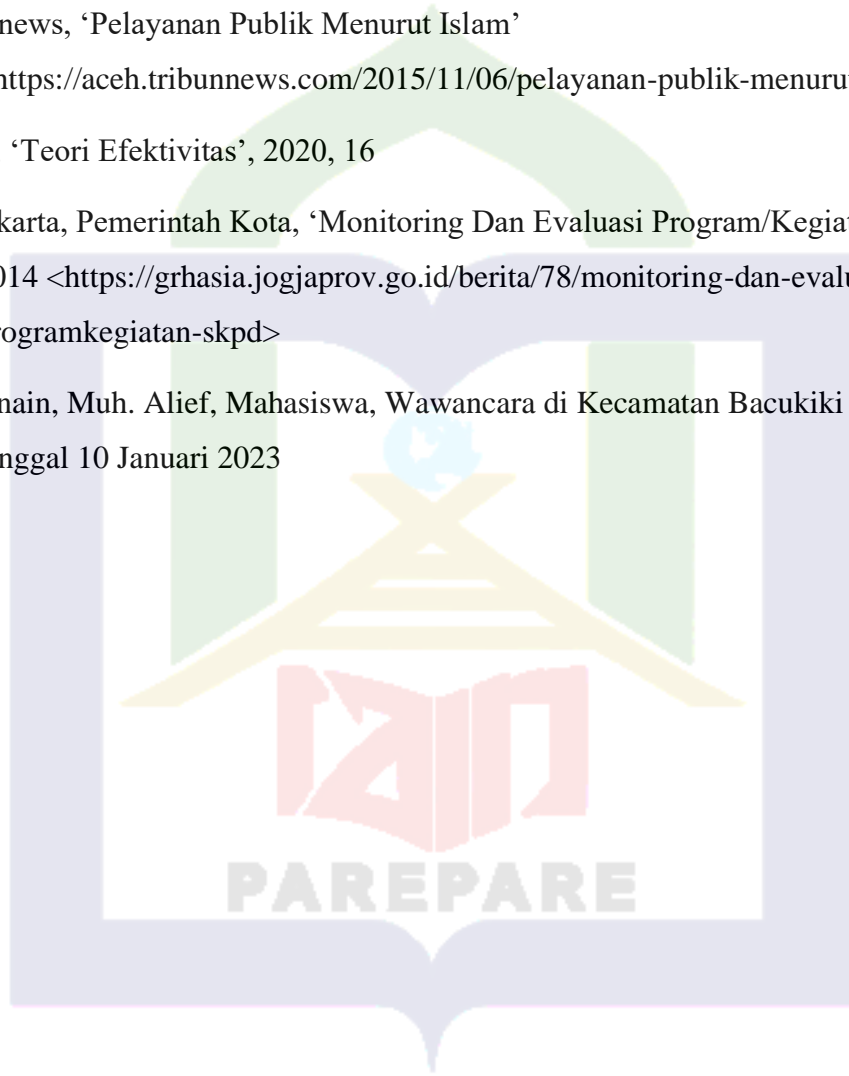 news, ‘Pelayanan Publik Menurut Islam’
https://aceh.tribunnews.com/2015/11/06/pelayanan-publik-menurut
‘Teori Efektivitas’, 2020, 16
karta, Pemerintah Kota, ‘Monitoring Dan Evaluasi Program/Kegiat
014 <https://grhasia.jogjaprov.go.id/berita/78/monitoring-dan-evalu
rogramkegiatan-skpd>
nain, Muh. Alief, Mahasiswa, Wawancara di Kecamatan Bacukiki
nggal 10 Januari 2023
iain
PAREPARE